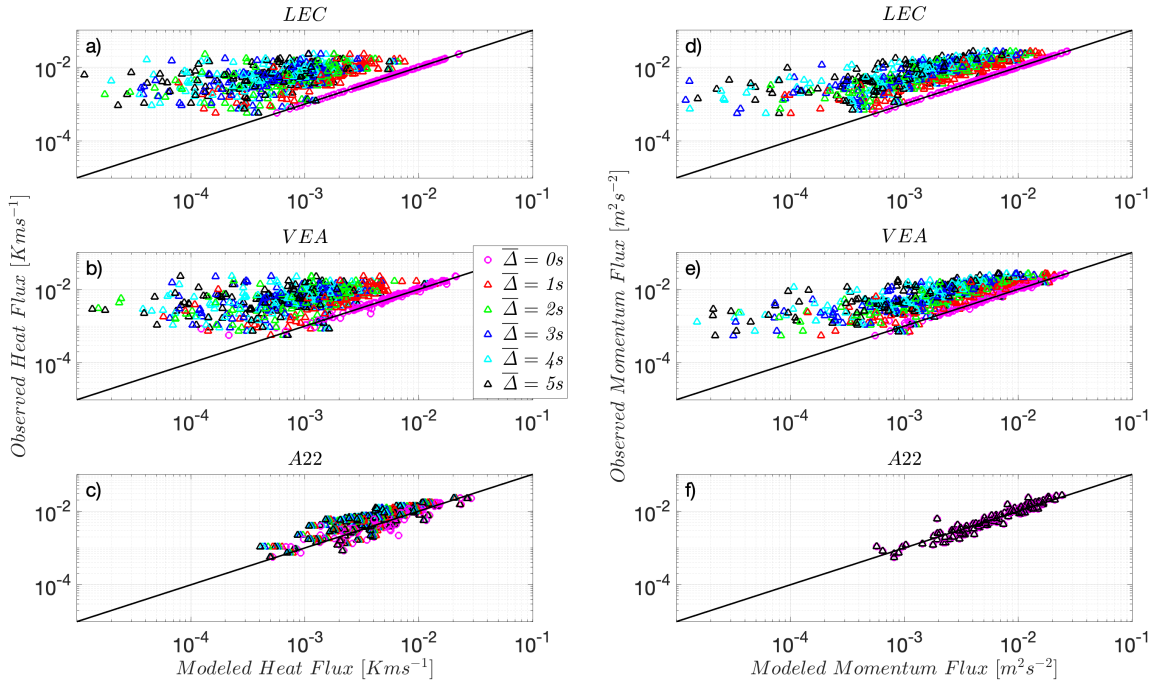 LEC
a)
10⁻²
10⁻⁴
10⁻⁴
10⁻³
10⁻²
10⁻¹
LEC
d)
10⁻²
10⁻⁴
10⁻⁴
10⁻³
10⁻²
10⁻¹
Observed Heat Flux [Kms⁻¹]
VEA
b)
10⁻²
10⁻⁴
10⁻⁴
10⁻³
10⁻²
10⁻¹
Δ̅ = 0s
Δ̅ = 1s
Δ̅ = 2s
Δ̅ = 3s
Δ̅ = 4s
Δ̅ = 5s
Observed Momentum Flux [m²s⁻²]
VEA
e)
10⁻²
10⁻⁴
10⁻⁴
10⁻³
10⁻²
10⁻¹
A22
c)
10⁻²
10⁻⁴
10⁻⁴
10⁻³
10⁻²
10⁻¹
Modeled Heat Flux [Kms⁻¹]
A22
f)
10⁻²
10⁻⁴
10⁻⁴
10⁻³
10⁻²
10⁻¹
Modeled Momentum Flux [m²s⁻²]